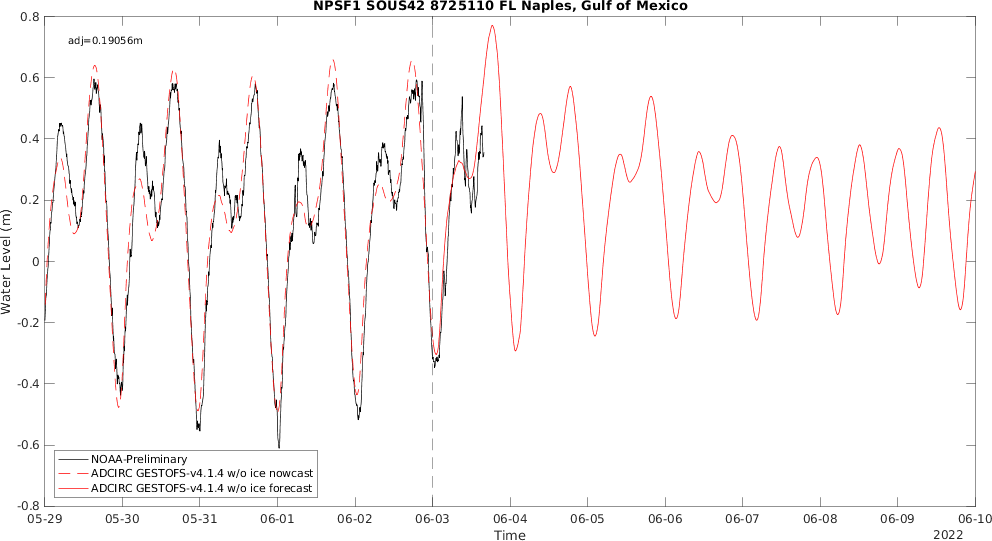 NPSF1 SOUS42 8725110 FL Naples, Gulf of Mexico
adj=0.19056m
0.8
0.6
0.4
0.2
0
-0.2
-0.4
-0.6
-0.8
Water Level (m)
NOAA-Preliminary
ADCIRC GESTOFS-v4.1.4 w/o ice nowcast
ADCIRC GESTOFS-v4.1.4 w/o ice forecast
05-29 05-30 05-31 06-01 06-02 06-03 06-04 06-05 06-06 06-07 06-08 06-09 06-10
Time
2022